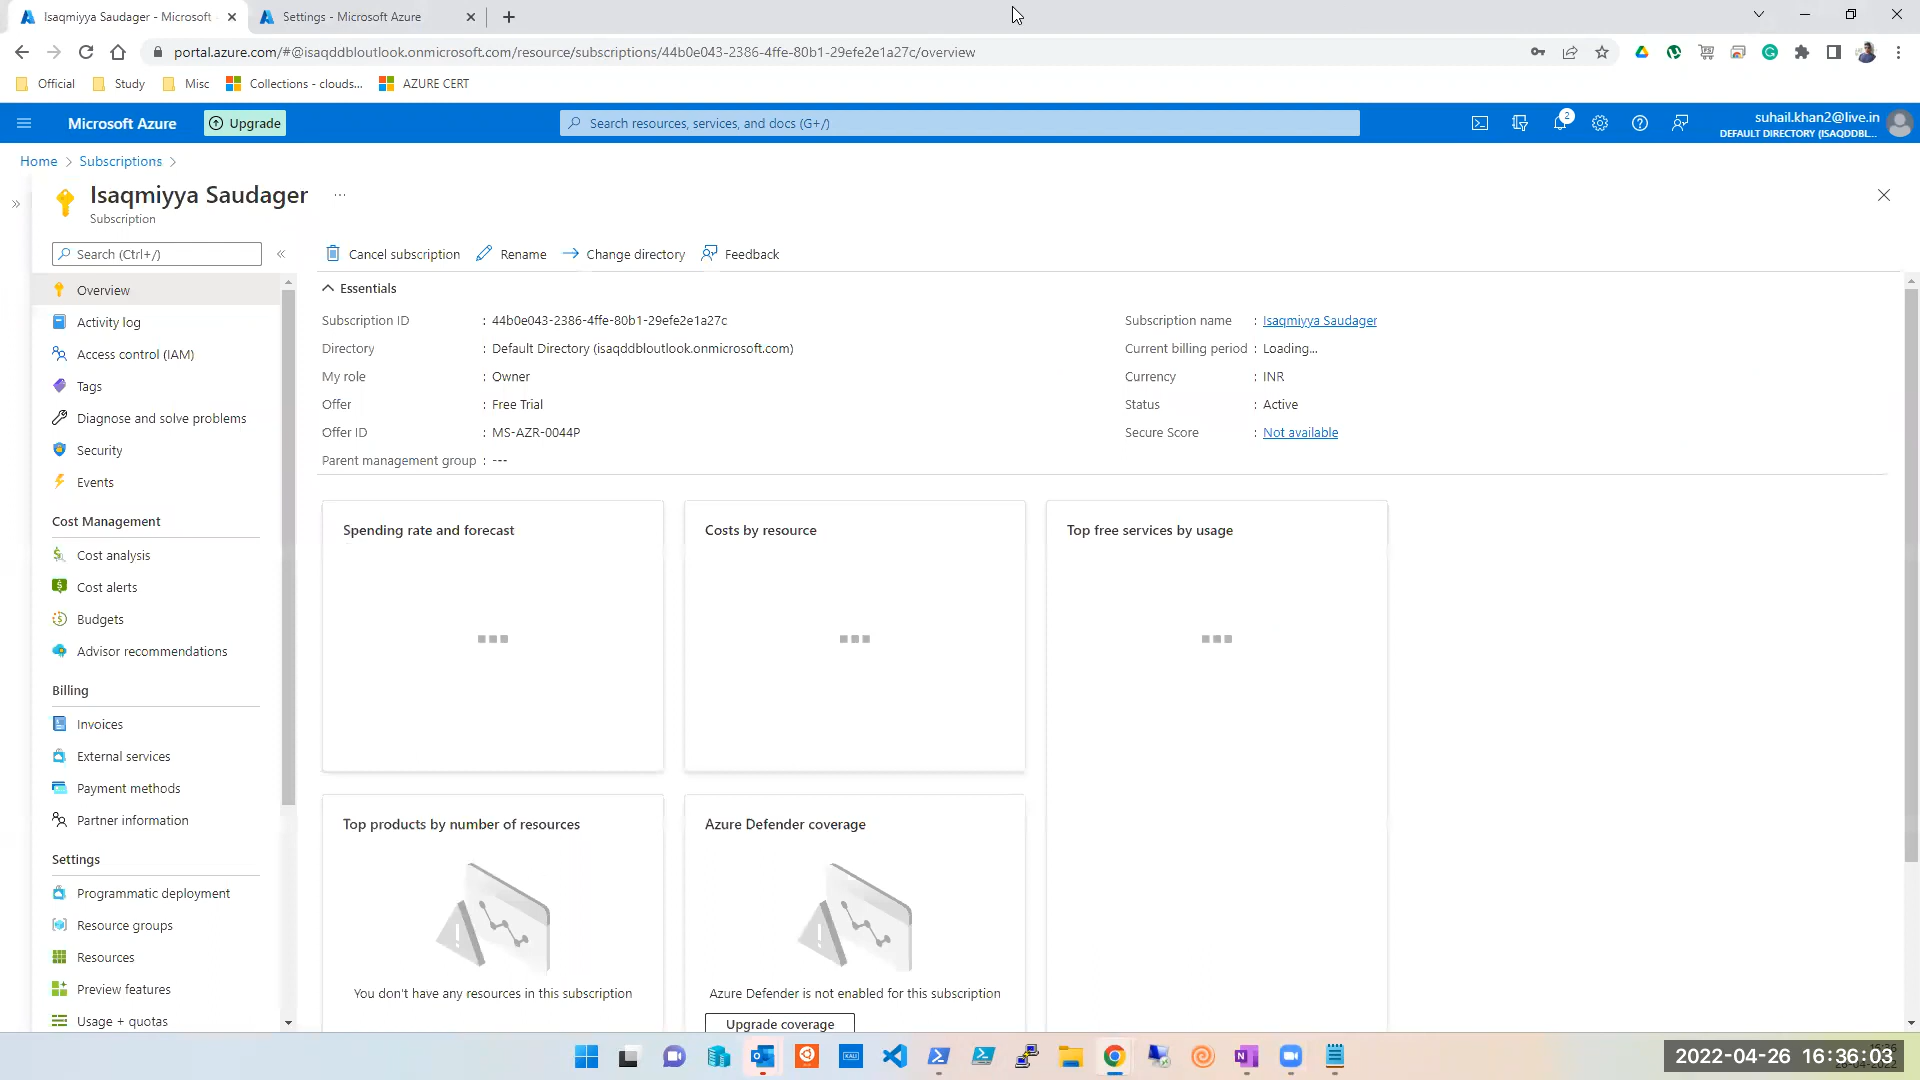 Isaqmiyya Saudager - Microsoft
Settings - Microsoft Azure
portal.azure.com/#@isaqddbloutlook.onmicrosoft.com/resource/subscriptions/44b0e043-2386-4ffe-80b1-29efe2e1a27c/overview
Official
Study
Misc
Collections - clouds...
AZURE CERT
Microsoft Azure
Upgrade
Search resources, services, and docs (G+/)
2
suhail.khan2@live.in
DEFAULT DIRECTORY (ISAQDDBL...
Home > Subscriptions >
Isaqmiyya Saudager
...
Subscription
Search (Ctrl+/)
Cancel subscription
Rename
Change directory
Feedback
Overview
Activity log
Access control (IAM)
Tags
Diagnose and solve problems
Security
Events
Cost Management
Cost analysis
Cost alerts
Budgets
Advisor recommendations
Billing
Invoices
External services
Payment methods
Partner information
Settings
Programmatic deployment
Resource groups
Resources
Preview features
Usage + quotas
Essentials
Subscription ID : 44b0e043-2386-4ffe-80b1-29efe2e1a27c
Directory : Default Directory (isaqddbloutlook.onmicrosoft.com)
My role : Owner
Offer : Free Trial
Offer ID : MS-AZR-0044P
Parent management group : ---
Subscription name : Isaqmiyya Saudager
Current billing period : Loading...
Currency : INR
Status : Active
Secure Score : Not available
Spending rate and forecast
Costs by resource
Top free services by usage
Top products by number of resources
You don't have any resources in this subscription
Azure Defender coverage
Azure Defender is not enabled for this subscription
Upgrade coverage
2022-04-26 16:36:03